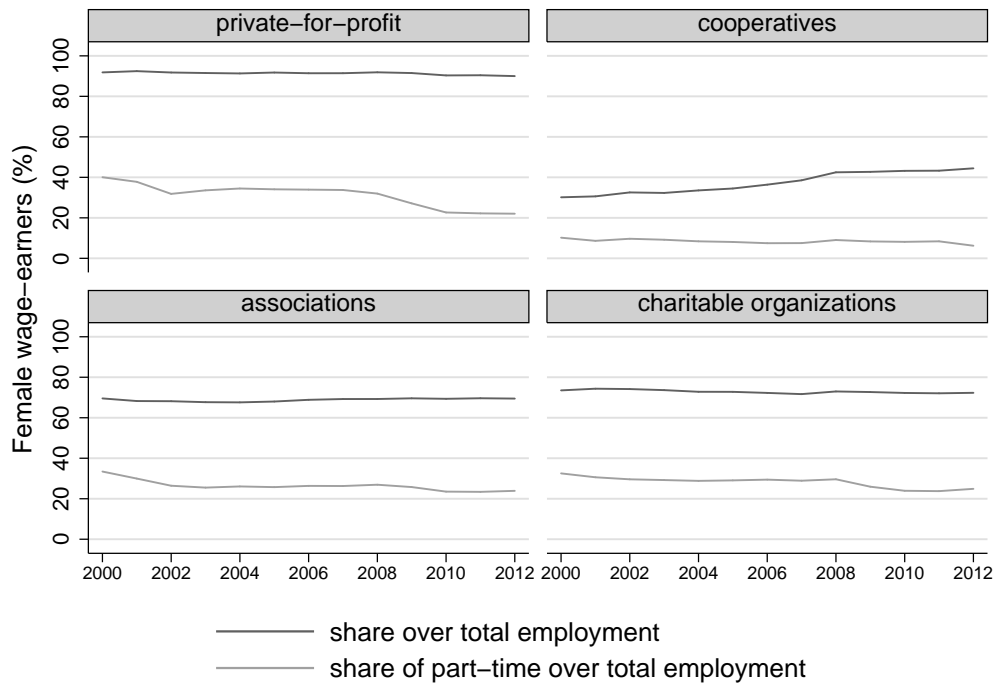 private−for−profit
cooperatives
Female wage−earners (%)
100
80
60
40
20
0
associations
charitable organizations
100
80
60
40
20
0
2000 2002 2004 2006 2008 2010 2012
2000 2002 2004 2006 2008 2010 2012
share over total employment
share of part−time over total employment